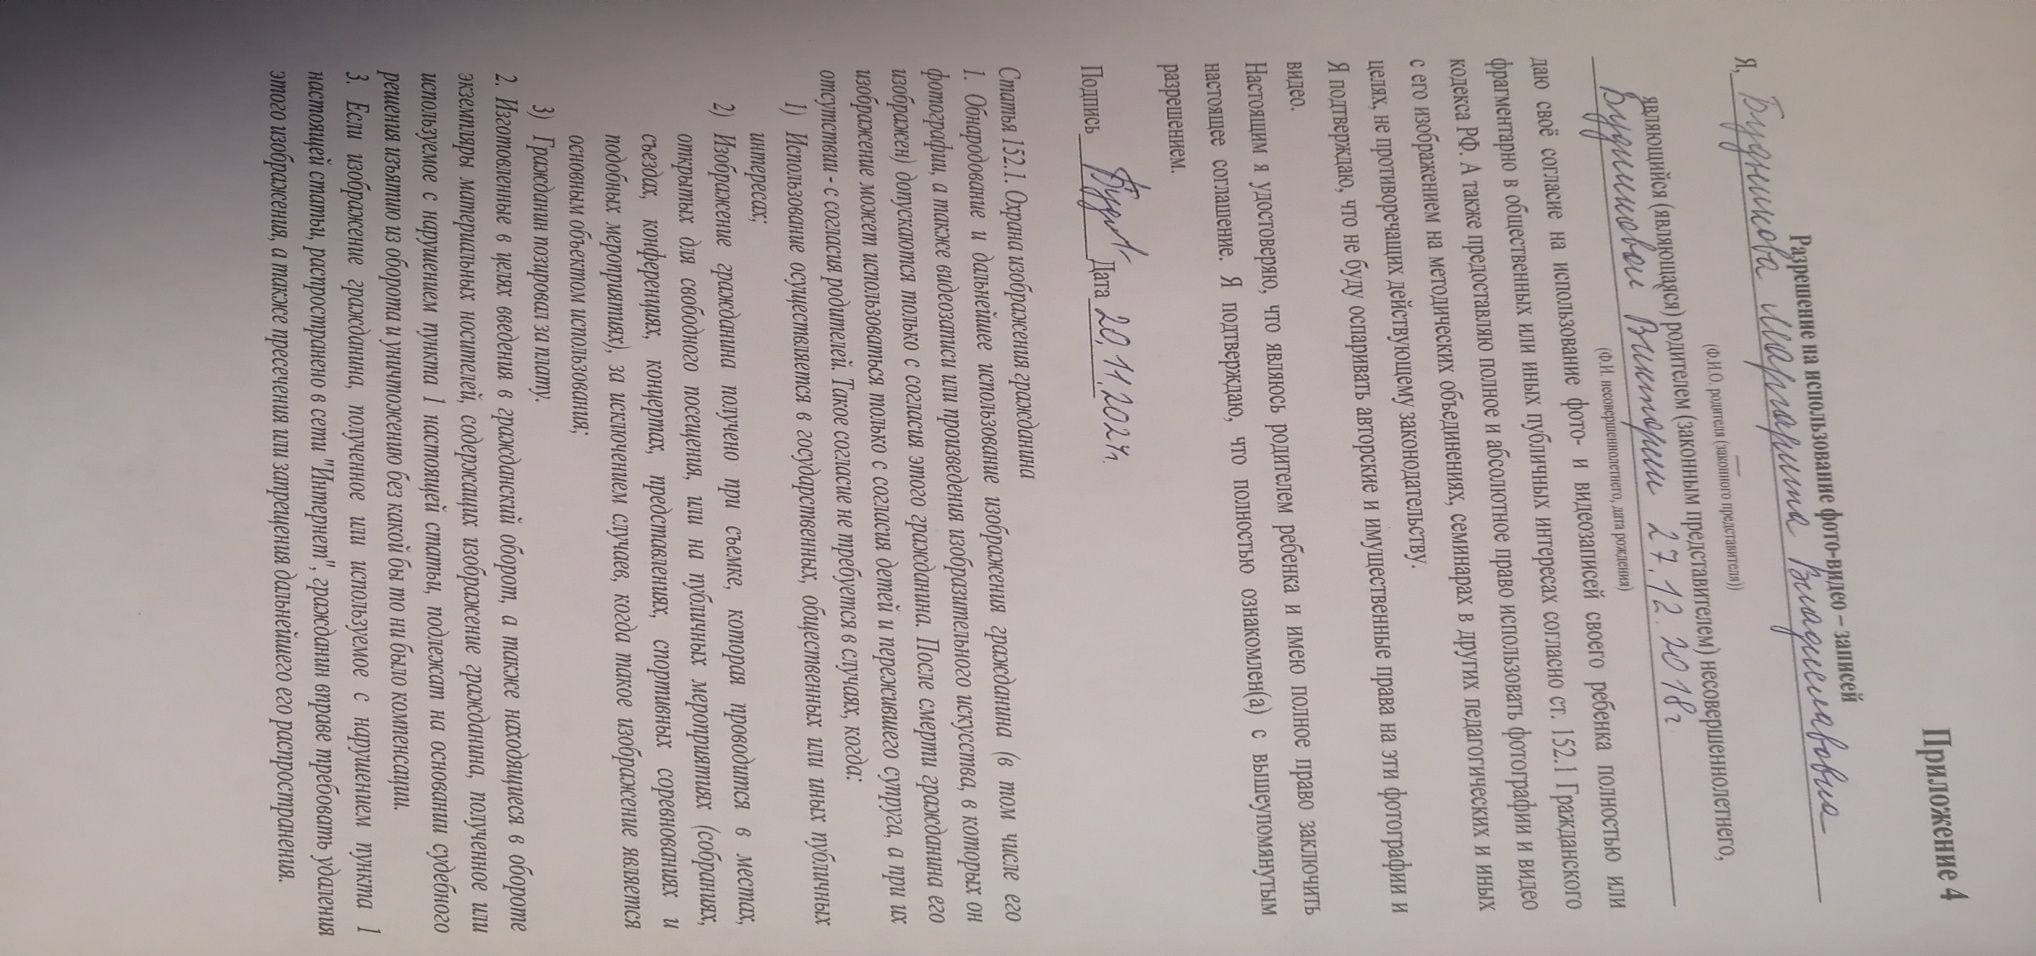 Приложение 4
Разрешение на использование фото-видео – записей
Я, Будникова Маргарита Владиславовна
(Ф.И.О. родителя (законного представителя))
являющийся (являющаяся) родителем (законным представителем) несовершеннолетнего,
Будниковой Виктории 27.12.2018г
(Ф.И. несовершеннолетнего, дата рождения)
даю своё согласие на использование фото- и видеозаписей своего ребенка полностью или
фрагментарно в общественных или иных публичных интересах согласно ст. 152.1 Гражданского
кодекса РФ. А также предоставляю полное и абсолютное право использовать фотографии и видео
с его изображением на методических объединениях, семинарах в других педагогических и иных
целях, не противоречащих действующему законодательству.
Я подтверждаю, что не буду оспаривать авторские и имущественные права на эти фотографии и
видео.
Настоящим я удостоверяю, что являюсь родителем ребенка и имею полное право заключить
настоящее соглашение. Я подтверждаю, что полностью ознакомлен(а) с вышеупомянутым
разрешением.
Подпись Дата 20.11.2024г.
Статья 152.1. Охрана изображения гражданина
1. Обнародование и дальнейшее использование изображения гражданина (в том числе его
фотографии, а также видеозаписи или произведения изобразительного искусства, в которых он
изображен) допускаются только с согласия этого гражданина. После смерти гражданина его
изображение может использоваться только с согласия детей и пережившего супруга, а при их
отсутствии - с согласия родителей. Такое согласие не требуется в случаях, когда:
1) Использование осуществляется в государственных, общественных или иных публичных
интересах;
2) Изображение гражданина получено при съемке, которая проводится в местах,
открытых для свободного посещения, или на публичных мероприятиях (собраниях,
съездах, конференциях, концертах, представлениях, спортивных соревнованиях и
подобных мероприятиях), за исключением случаев, когда такое изображение является
основным объектом использования;
3) Гражданин позировал за плату.
2. Изготовленные в целях введения в гражданский оборот, а также находящиеся в обороте
экземпляры материальных носителей, содержащих изображение гражданина, полученное или
используемое с нарушением пункта 1 настоящей статьи, подлежат на основании судебного
решения изъятию из оборота и уничтожению без какой бы то ни было компенсации.
3. Если изображение гражданина, полученное или используемое с нарушением пункта 1
настоящей статьи, распространено в сети "Интернет", гражданин вправе требовать удаления
этого изображения, а также пресечения или запрещения дальнейшего его распространения.